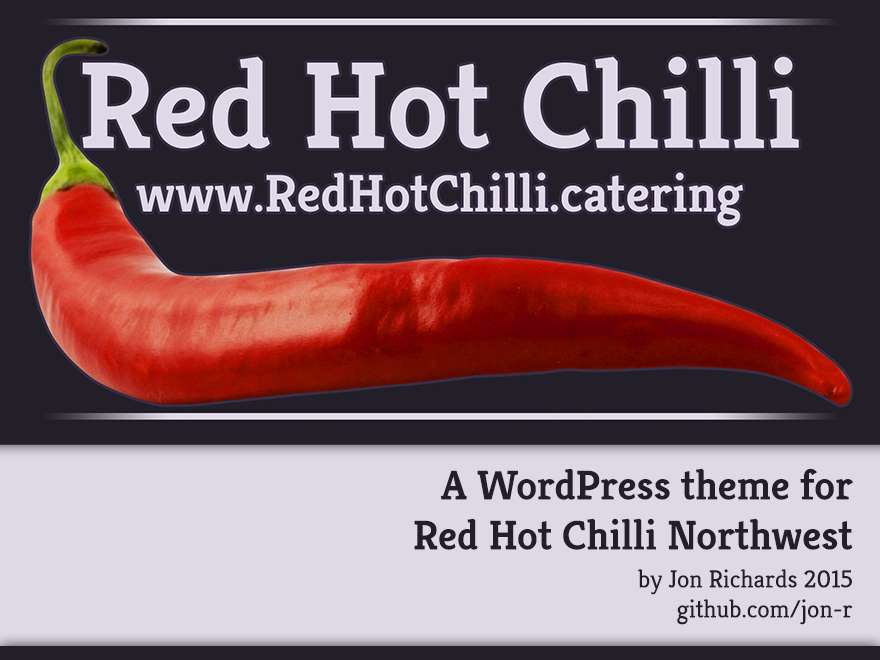 Red Hot Chilli
www.RedHotChilli.catering
A WordPress theme for
Red Hot Chilli Northwest
by Jon Richards 2015
github.com/jon-r